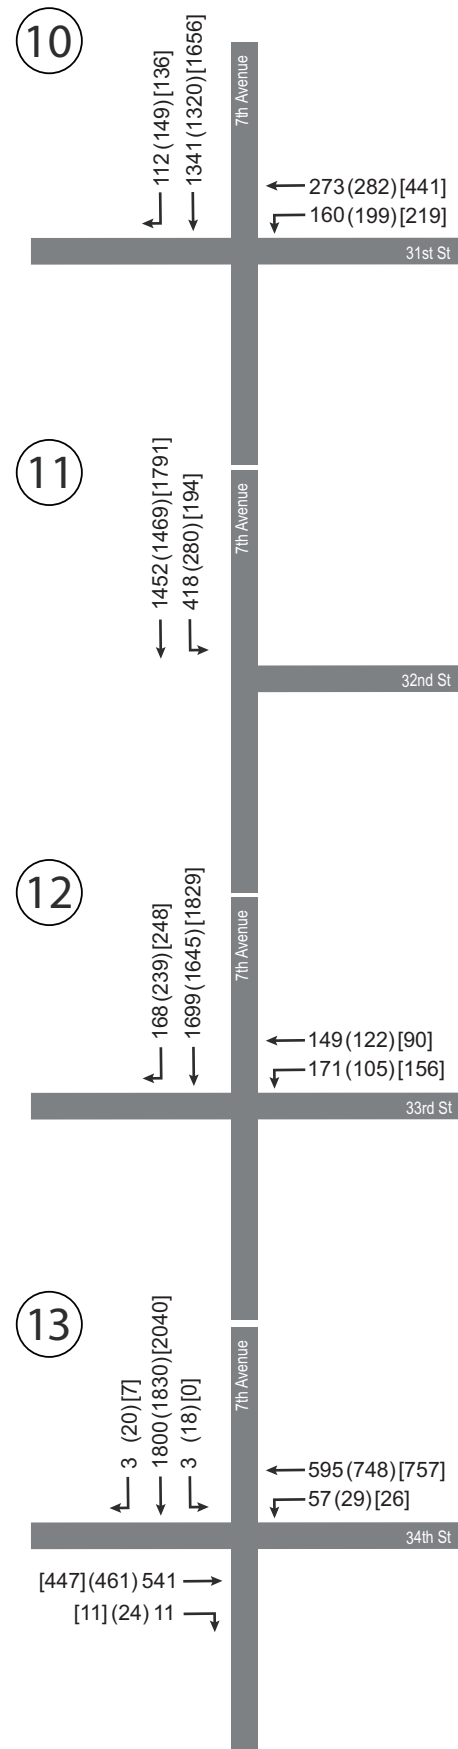 10
112 (149) [136]
1341 (1320) [1656]
7th Avenue
273 (282) [441]
160 (199) [219]
31st St
11
1452 (1469) [1791]
418 (280) [194]
7th Avenue
32nd St
12
168 (239) [248]
1699 (1645) [1829]
7th Avenue
149 (122) [90]
171 (105) [156]
33rd St
13
3 (20) [7]
1800 (1830) [2040]
3 (18) [0]
7th Avenue
595 (748) [757]
57 (29) [26]
34th St
[447] (461) 541
[11] (24) 11